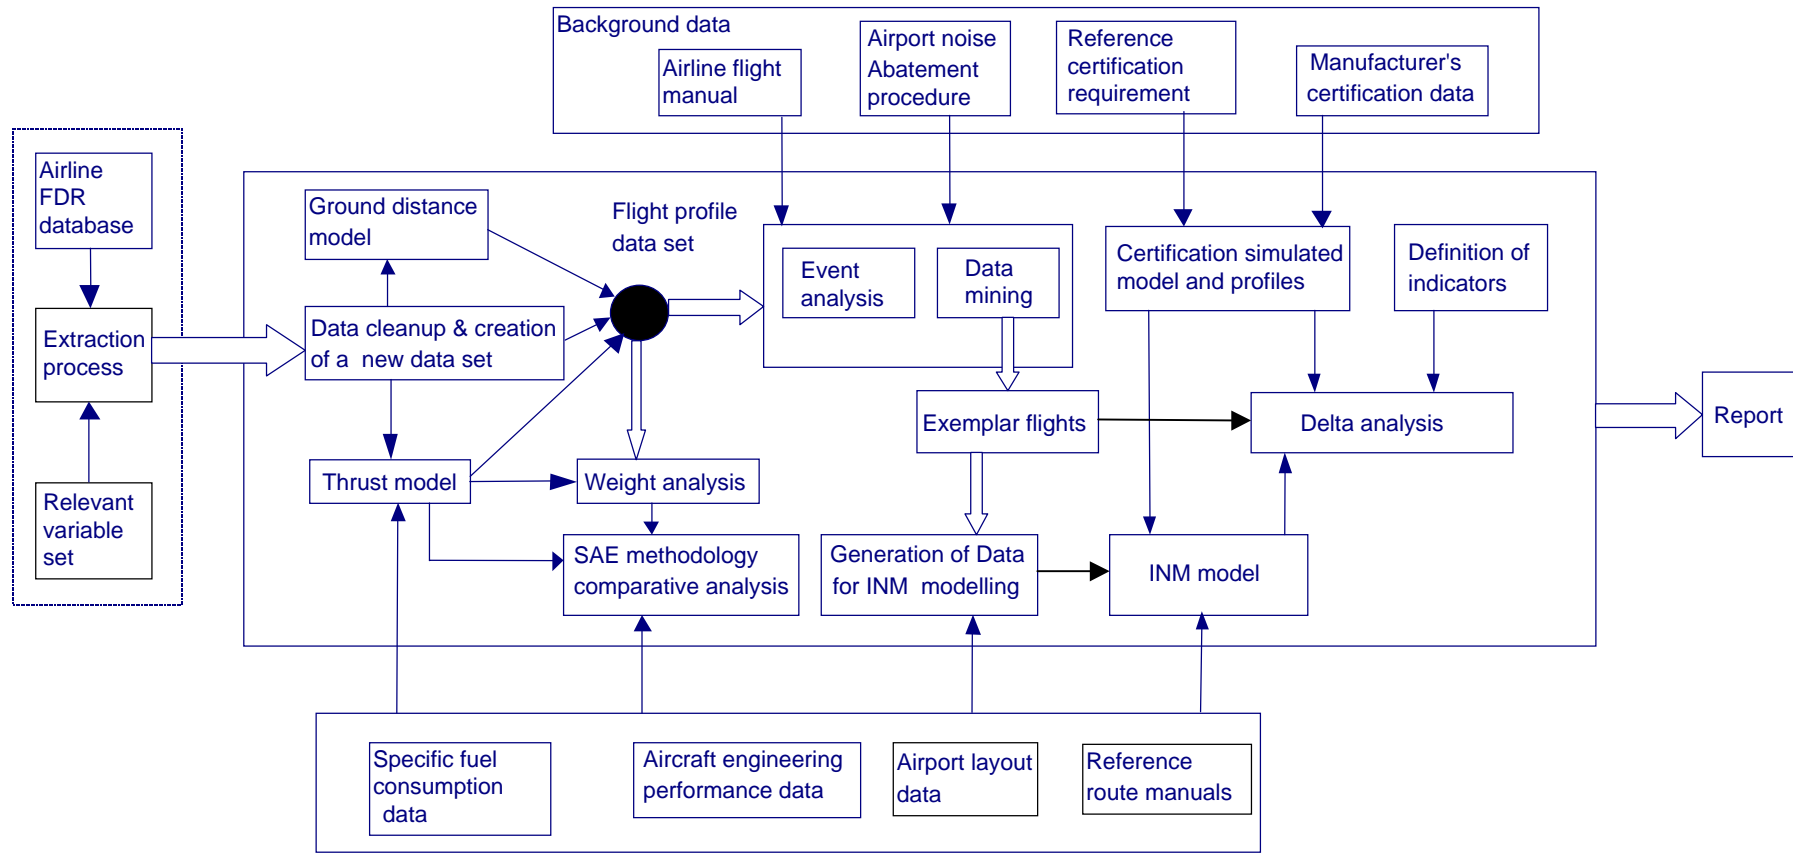 Background data
Airline flight
manual
Airport noise
Abatement
procedure
Reference
certification
requirement
Manufacturer's
certification data
Airline
FDR
database
Extraction
process
Relevant
variable
set
Ground distance
model
Flight profile
data set
Data cleanup & creation
of a new data set
Thrust model
Weight analysis
SAE methodology
comparative analysis
Event
analysis
Data
mining
Exemplar flights
Generation of Data
for INM modelling
Certification simulated
model and profiles
Definition of
indicators
Delta analysis
INM model
Report
Specific fuel
consumption
data
Aircraft engineering
performance data
Airport layout
data
Reference
route manuals